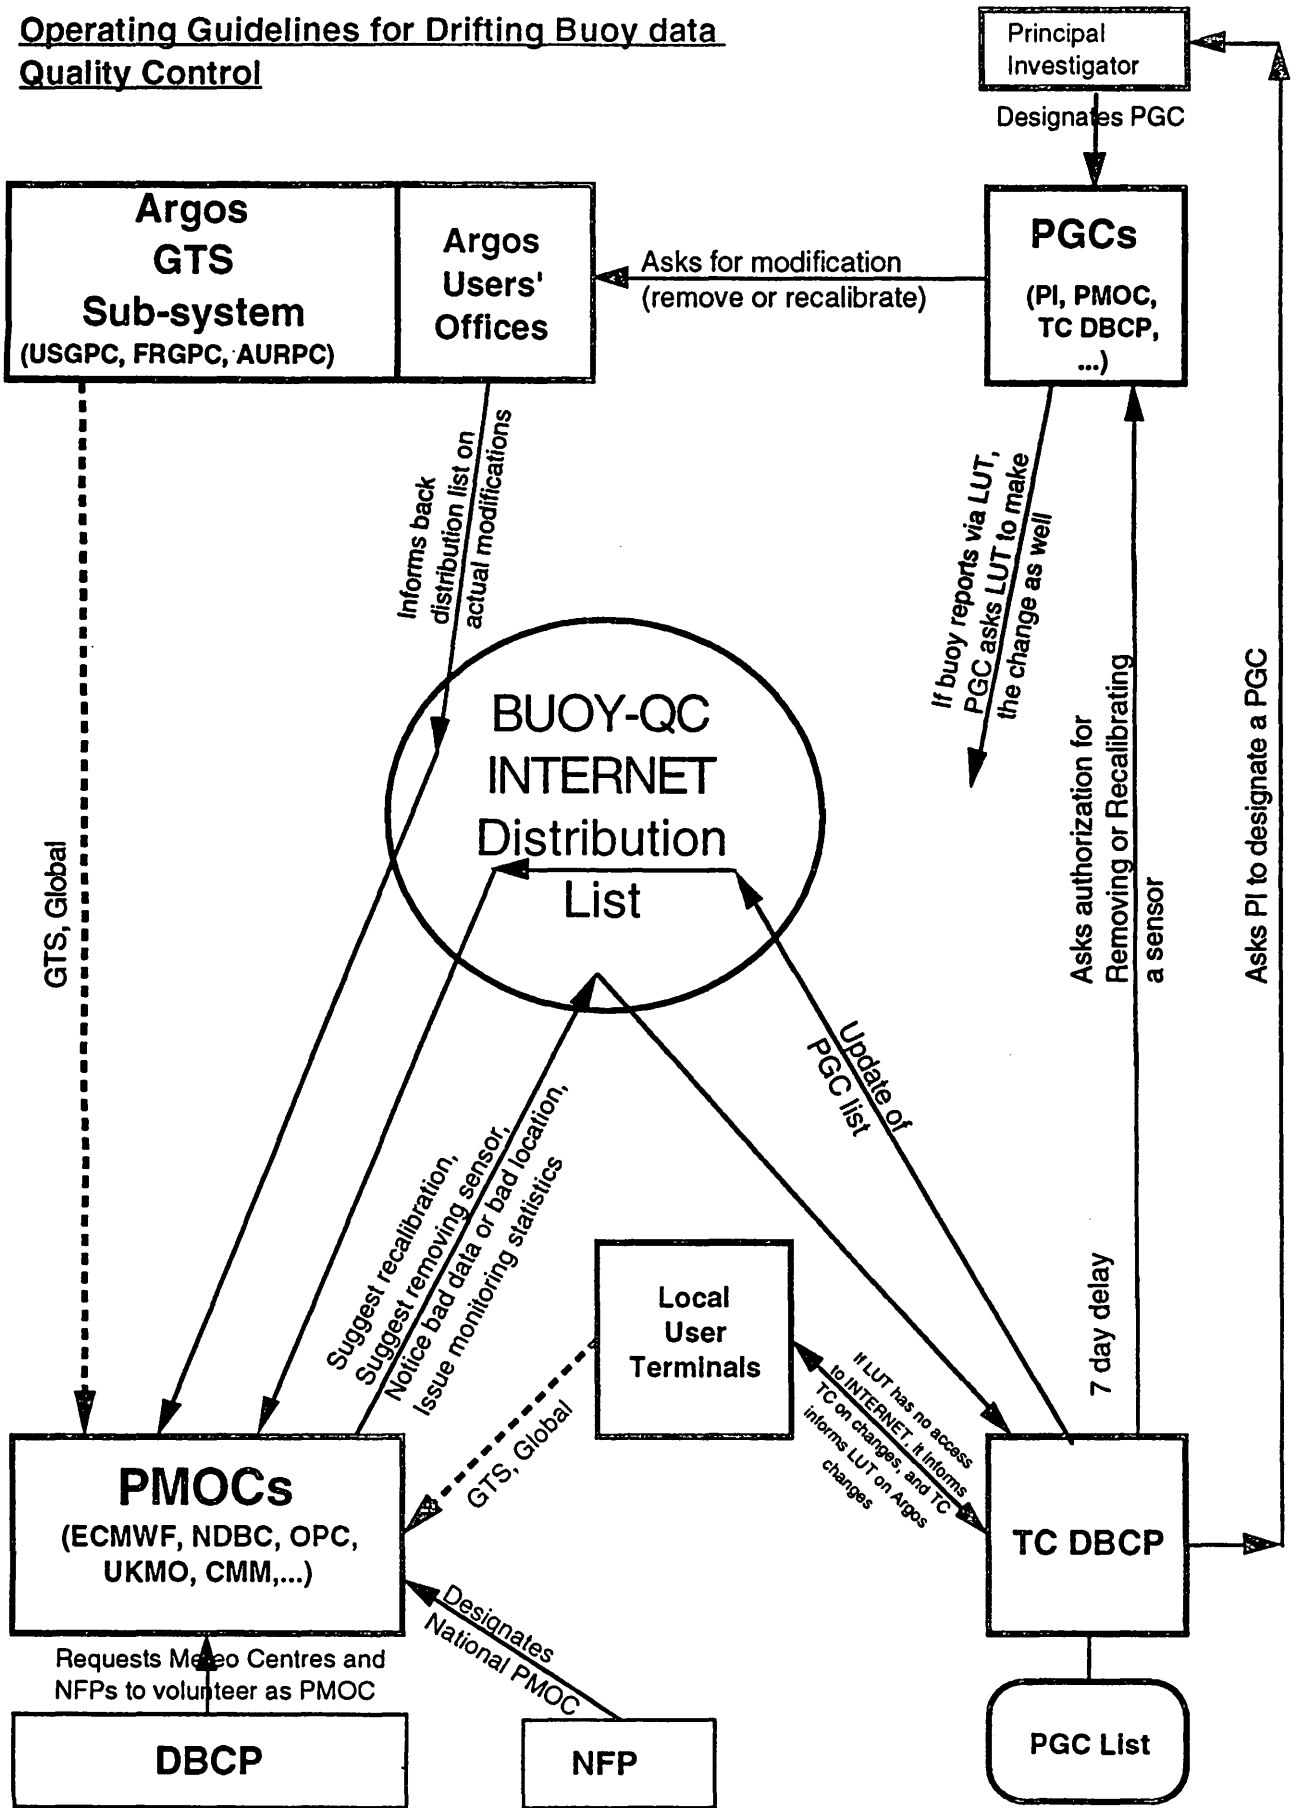 Operating Guidelines for Drifting Buoy data
Quality Control
Principal
Investigator
Designates PGC
Argos
GTS
Sub-system
(USGPC, FRGPC, AURPC)
Argos
Users'
Offices
Asks for modification
(remove or recalibrate)
PGCs
(PI, PMOC,
TC DBCP,
...)
Informs back
distribution list on
actual modifications
If buoy reports via LUT,
PGC asks LUT to make
the change as well
BUOY-QC
INTERNET
Distribution
List
GTS, Global
Asks authorization for
Removing or Recalibrating
a sensor
Asks PI to designate a PGC
Update of
PGC list
Suggest recalibration,
Suggest removing sensor,
Notice bad data or bad location,
Issue monitoring statistics
7 day delay
Local
User
Terminals
If LUT has no access
to INTERNET, it informs
TC on changes, and TC
informs LUT on Argos
changes
GTS, Global
PMOCs
(ECMWF, NDBC, OPC,
UKMO, CMM,...)
TC DBCP
Designates
National PMOC
Requests Meteo Centres and
NFPs to volunteer as PMOC
DBCP
NFP
PGC List